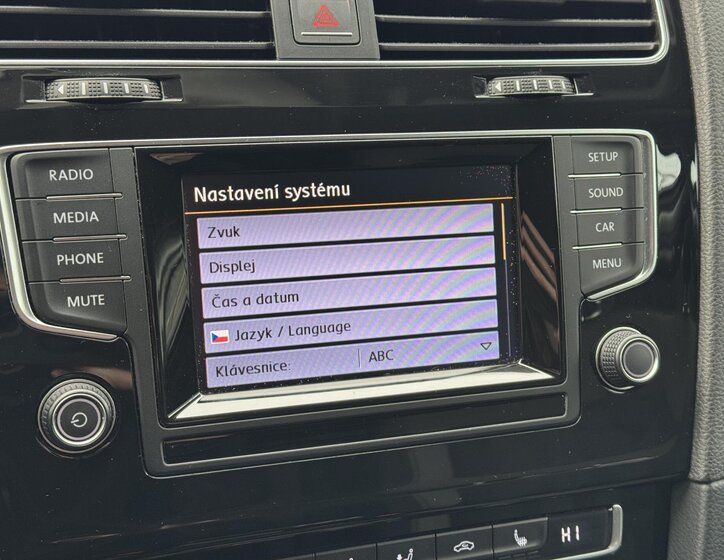 RADIO
MEDIA
PHONE
MUTE
Nastavení systému
Zvuk
Displej
Čas a datum
Jazyk / Language
Klávesnice: ABC
SETUP
SOUND
CAR
MENU
HI